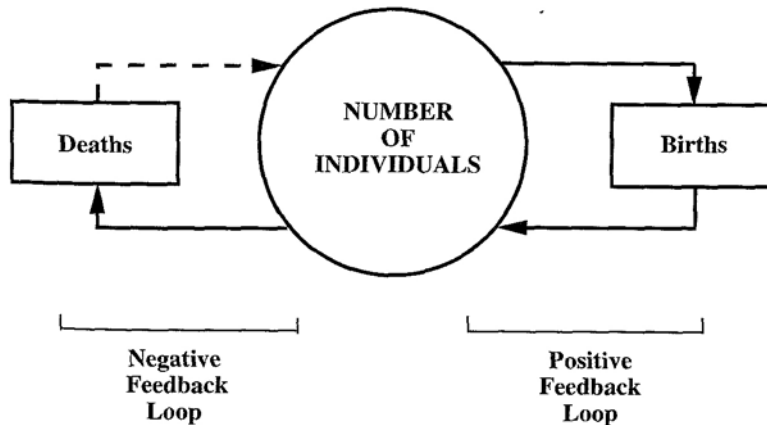 Deaths
NUMBER
OF
INDIVIDUALS
Births
Negative
Feedback
Loop
Positive
Feedback
Loop